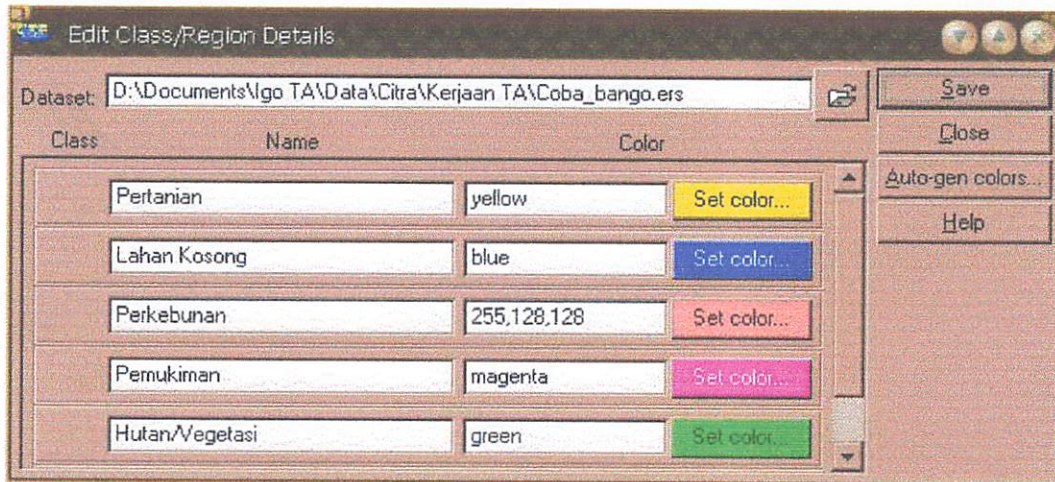 Edit Class/Region Details
Dataset: D:\Documents\Igo TA\Data\Citra\Kerjaan TA\Coba_bango.ers
Save
Class Name Color
Close
Pertanian yellow Set color...
Auto-gen colors...
Help
Lahan Kosong blue Set color...
Perkebunan 255,128,128 Set color...
Pemukiman magenta Set color...
Hutan/Vegetasi green Set color...